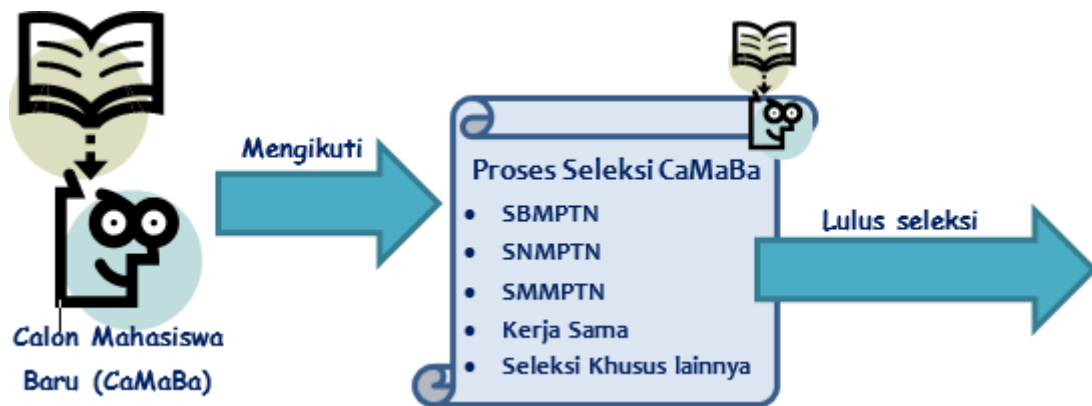 Calon Mahasiswa
Baru (CaMaBa)
Mengikuti
Proses Seleksi CaMaBa
• SBMPTN
• SNMPTN
• SMMPTN
• Kerja Sama
• Seleksi Khusus lainnya
Lulus seleksi